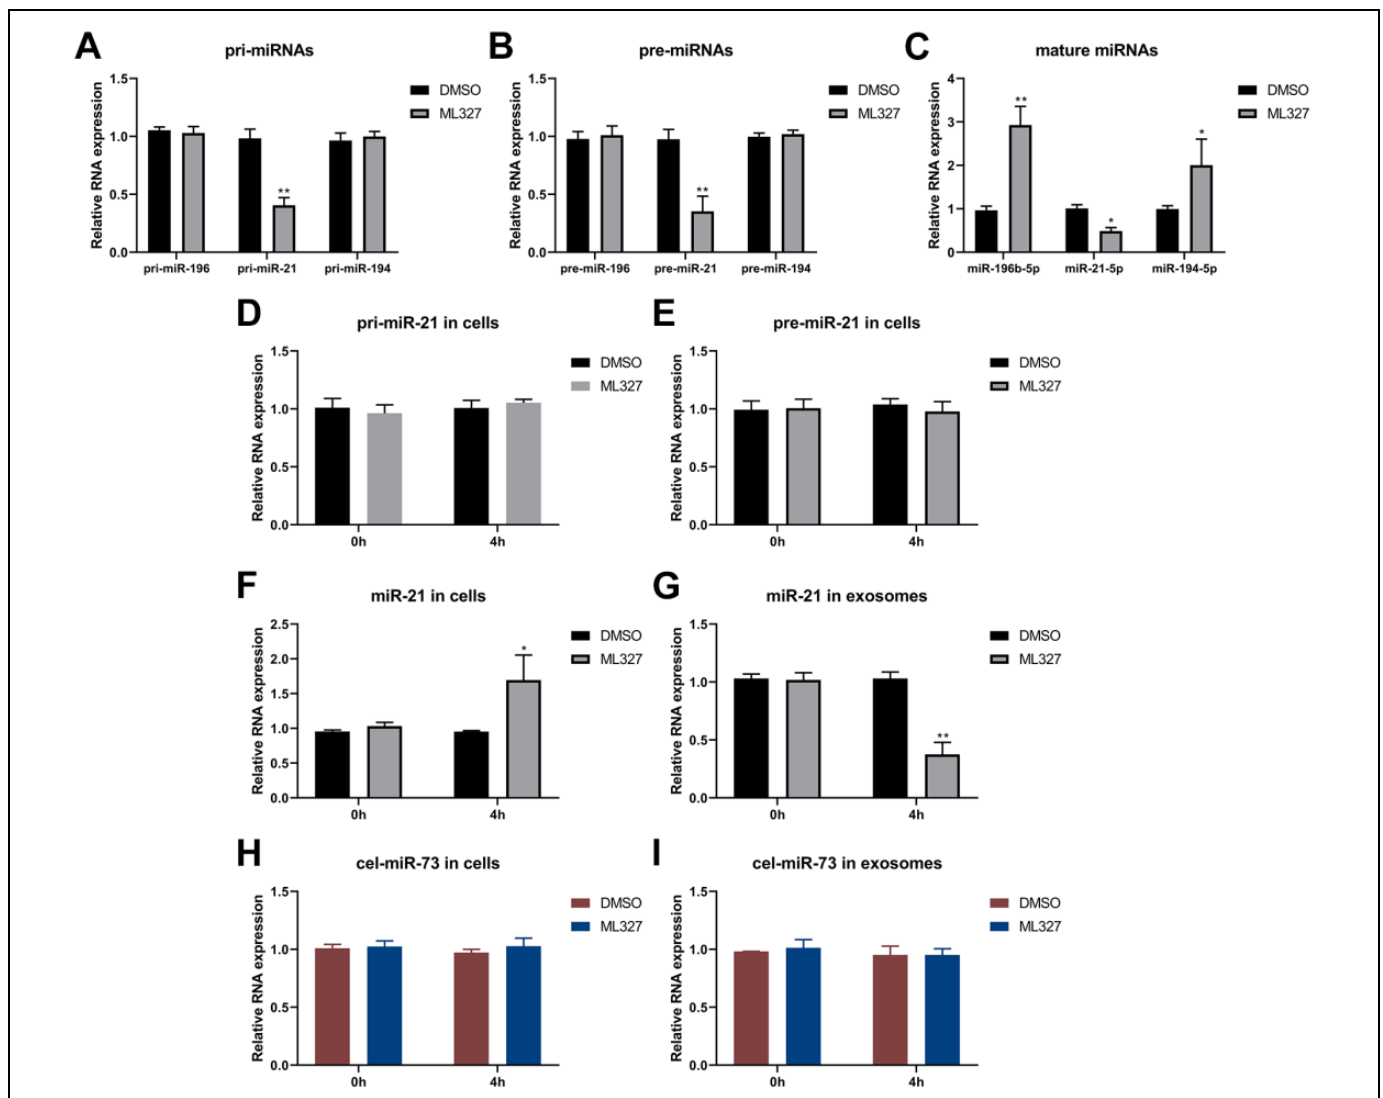 A
pri-miRNAs
Relative RNA expression
1.5
1.0
0.5
0.0
**
pri-miR-196
pri-miR-21
pri-miR-194
DMSO
ML327
B
pre-miRNAs
Relative RNA expression
1.5
1.0
0.5
0.0
**
pre-miR-196
pre-miR-21
pre-miR-194
DMSO
ML327
C
mature miRNAs
Relative RNA expression
4
3
2
1
0
**
*
*
miR-196b-5p
miR-21-5p
miR-194-5p
DMSO
ML327
D
pri-miR-21 in cells
Relative RNA expression
1.5
1.0
0.5
0.0
0h
4h
DMSO
ML327
E
pre-miR-21 in cells
Relative RNA expression
1.5
1.0
0.5
0.0
0h
4h
DMSO
ML327
F
miR-21 in cells
Relative RNA expression
2.5
2.0
1.5
1.0
0.5
0.0
*
0h
4h
DMSO
ML327
G
miR-21 in exosomes
Relative RNA expression
1.5
1.0
0.5
0.0
**
0h
4h
DMSO
ML327
H
cel-miR-73 in cells
Relative RNA expression
1.5
1.0
0.5
0.0
0h
4h
DMSO
ML327
I
cel-miR-73 in exosomes
Relative RNA expression
1.5
1.0
0.5
0.0
0h
4h
DMSO
ML327